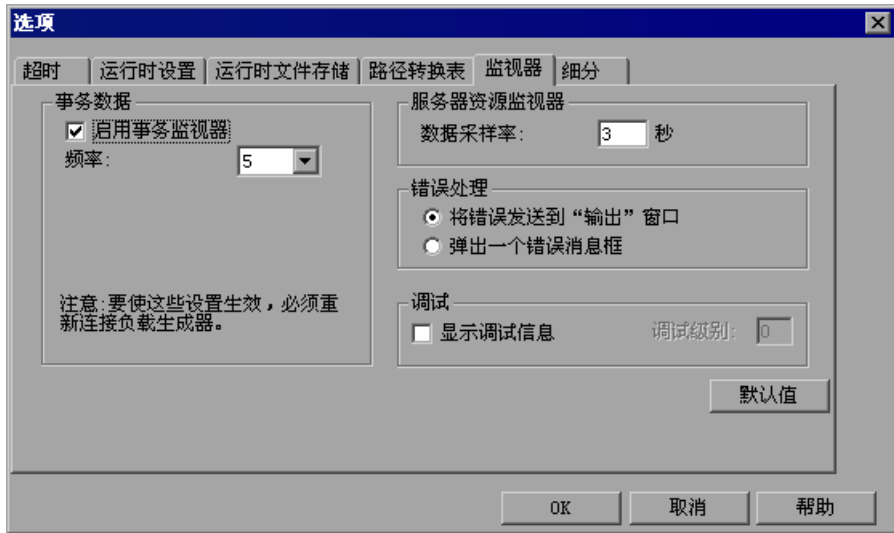 选项
超时
运行时设置
运行时文件存储
路径转换表
监视器
细分
事务数据
启用事务监视器
频率:
5
注意:要使这些设置生效，必须重
新连接负载生成器。
服务器资源监视器
数据采样率:
3
秒
错误处理
将错误发送到“输出”窗口
弹出一个错误消息框
调试
显示调试信息
调试级别:
0
默认值
OK
取消
帮助